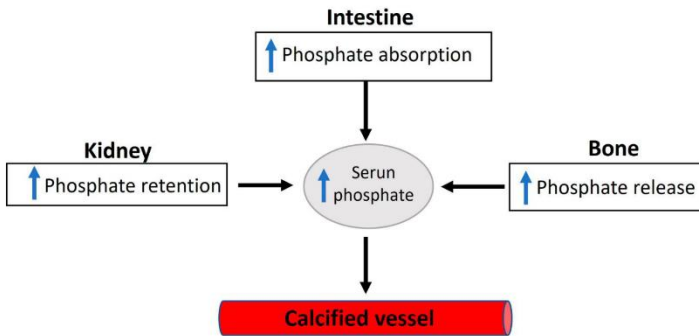 Intestine
Phosphate absorption
Kidney
Phosphate retention
Serun
phosphate
Bone
Phosphate release
Calcified vessel